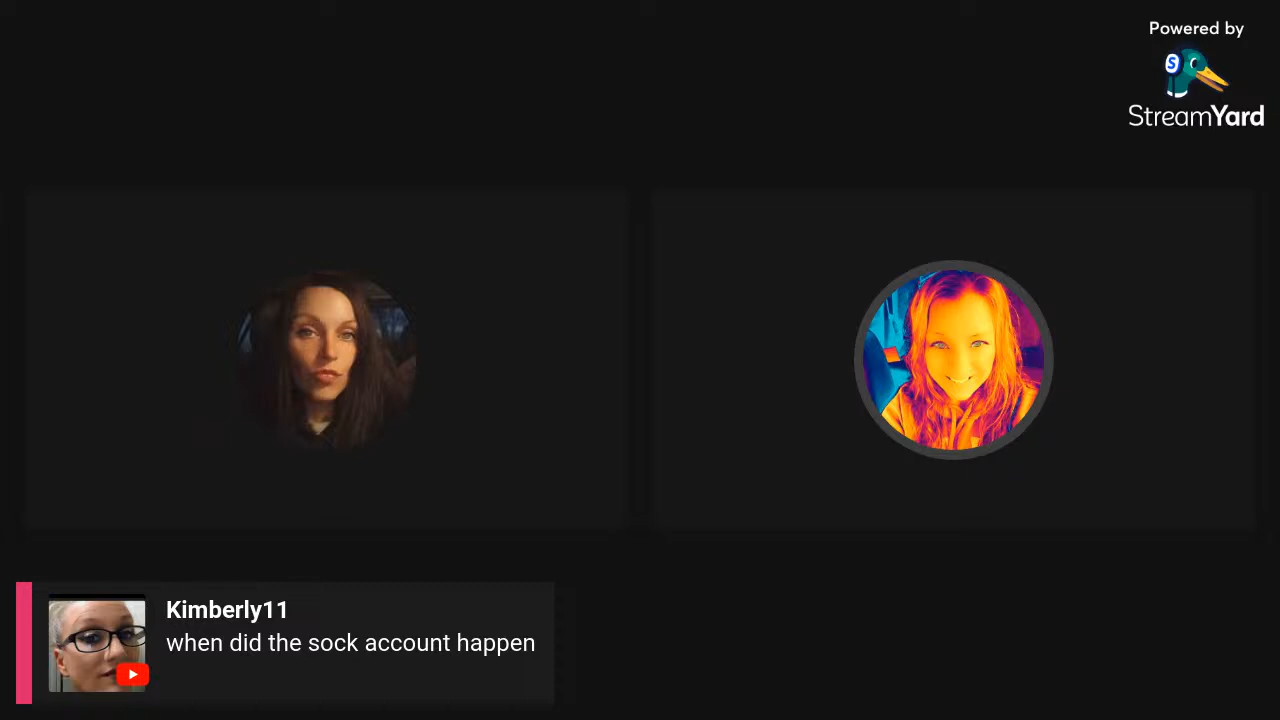 Powered by
S
StreamYard
Kimberly11
when did the sock account happen